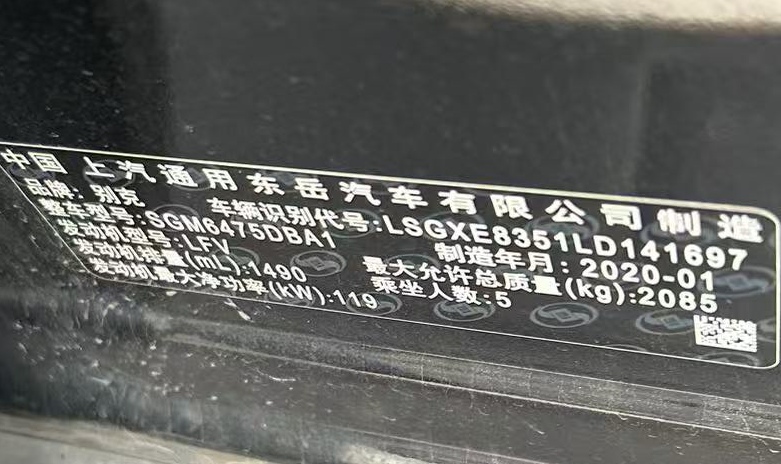 中国 上汽通用东岳汽车有限公司制造
品牌: 别克 车辆识别代号:LSGXE8351LD141697
整车型号:SGM6475DBA1 制造年月: 2020-01
发动机型号:LFV 最大允许总质量(kg):2085
发动机排量(mL):1490 乘坐人数:5
发动机最大净功率(kW):119